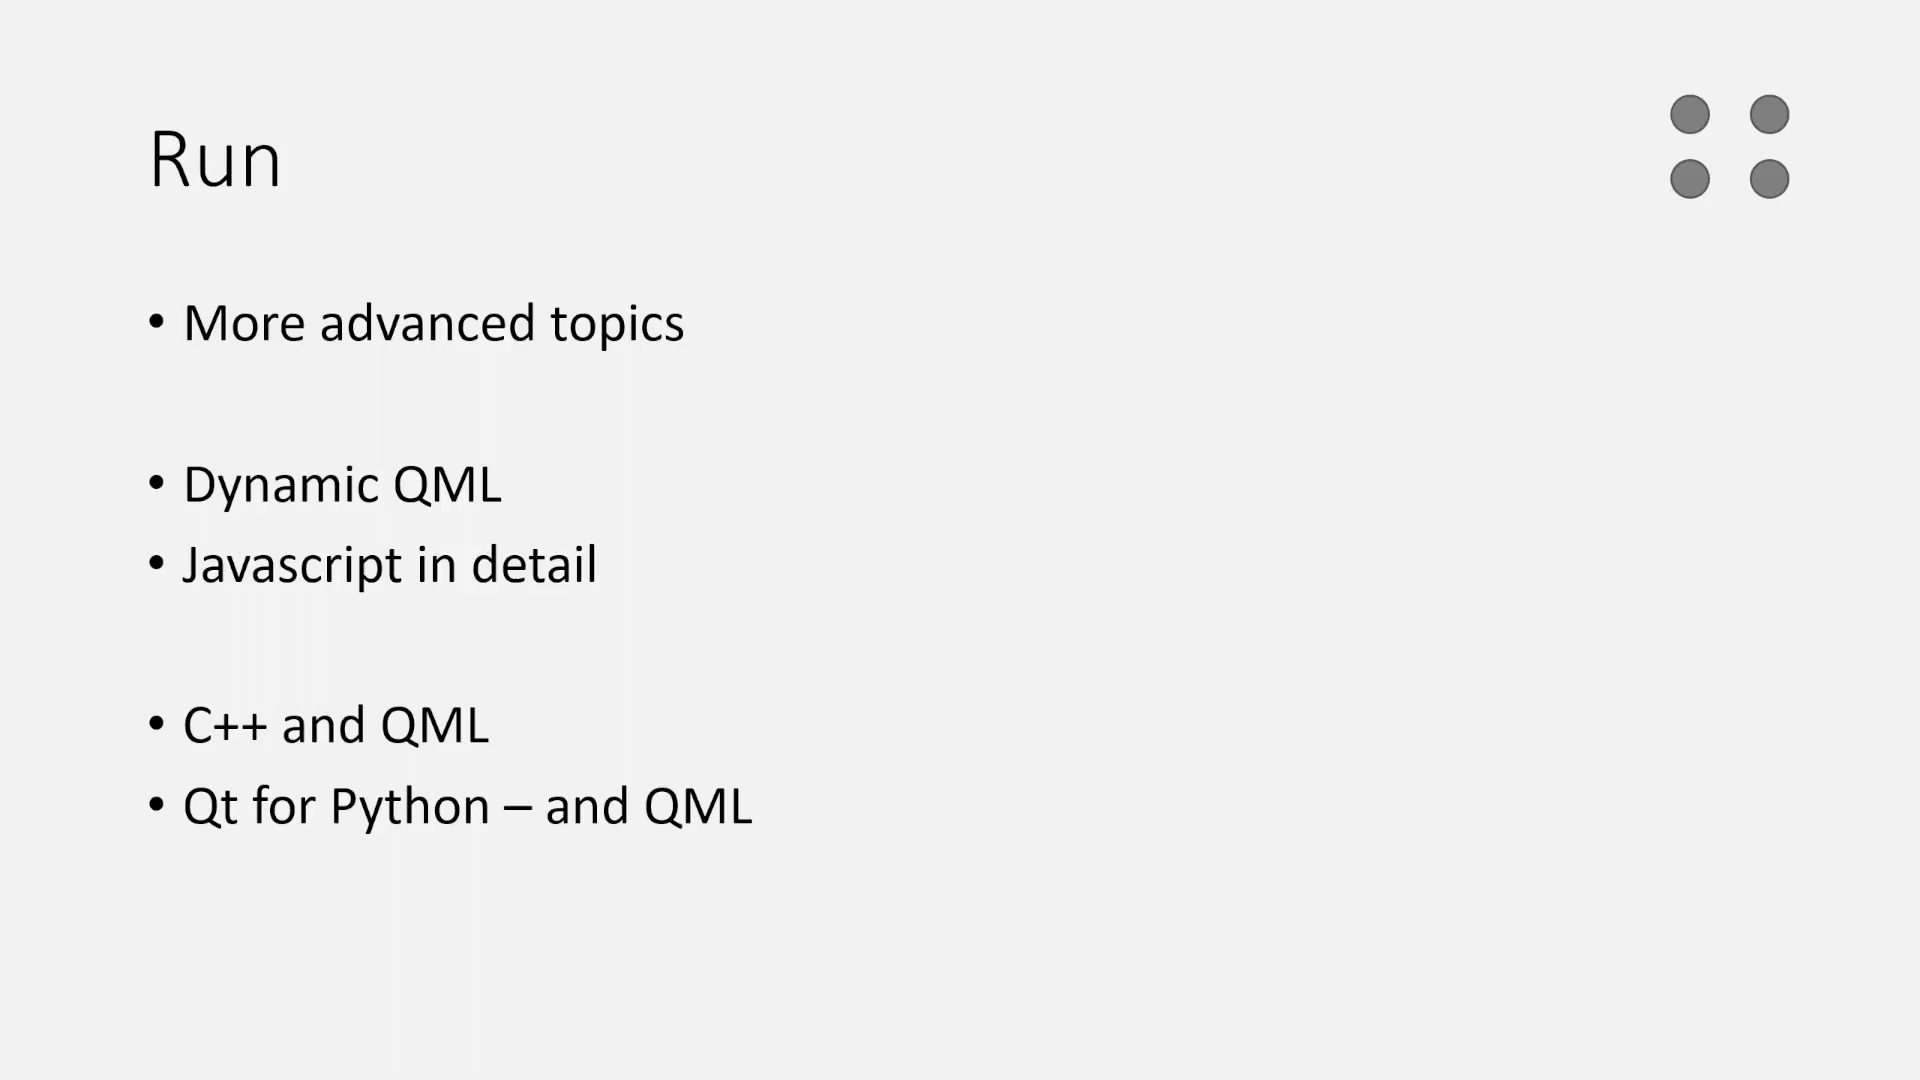 Run
• More advanced topics
• Dynamic QML
• Javascript in detail
• C++ and QML
• Qt for Python – and QML